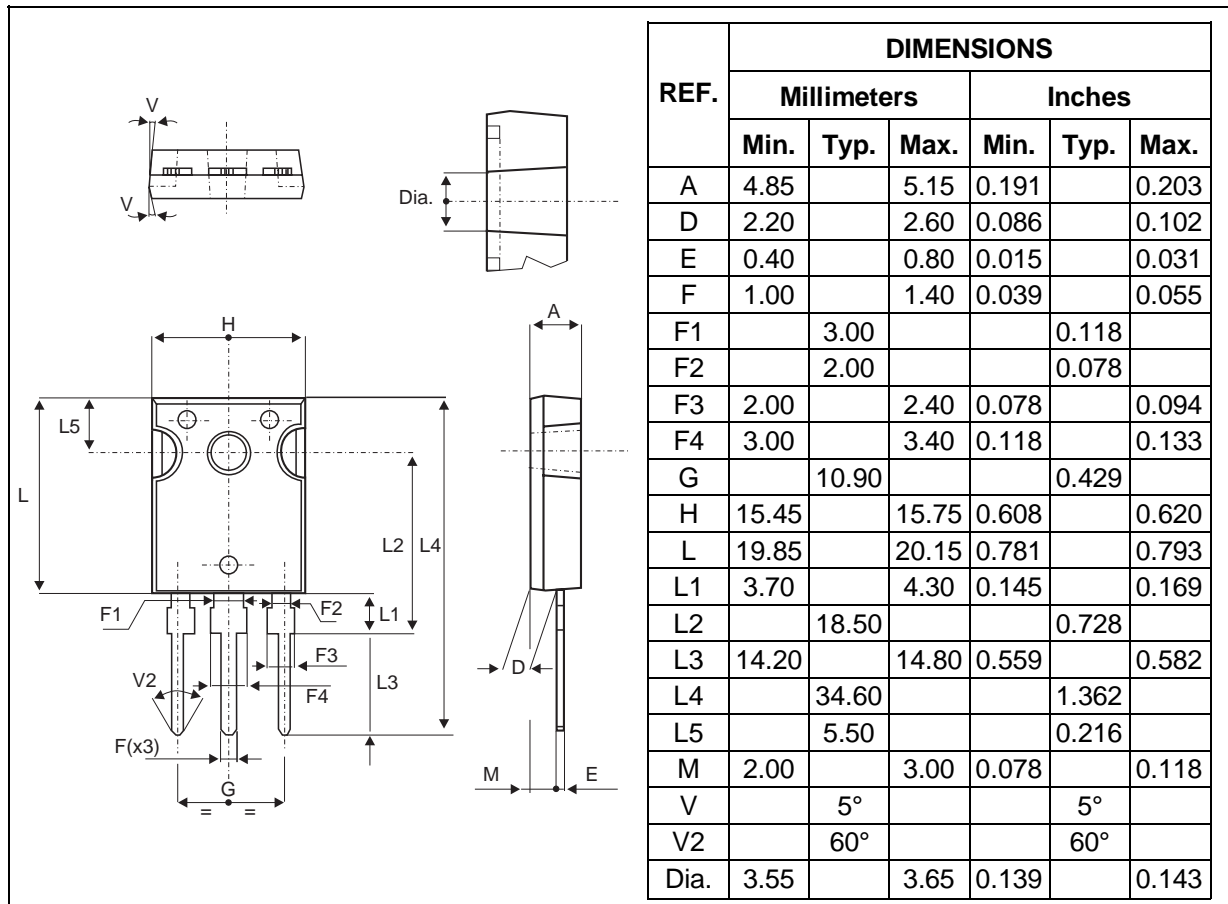 V
V
Dia.
H
A
L5
L
L2
L4
F1
F2
L1
F3
V2
D
L3
F4
F(x3)
M
E
G
= =
REF.
DIMENSIONS
Millimeters Inches
Min. Typ. Max. Min. Typ. Max.
A 4.85 5.15 0.191 0.203
D 2.20 2.60 0.086 0.102
E 0.40 0.80 0.015 0.031
F 1.00 1.40 0.039 0.055
F1 3.00 0.118
F2 2.00 0.078
F3 2.00 2.40 0.078 0.094
F4 3.00 3.40 0.118 0.133
G 10.90 0.429
H 15.45 15.75 0.608 0.620
L 19.85 20.15 0.781 0.793
L1 3.70 4.30 0.145 0.169
L2 18.50 0.728
L3 14.20 14.80 0.559 0.582
L4 34.60 1.362
L5 5.50 0.216
M 2.00 3.00 0.078 0.118
V 5° 5°
V2 60° 60°
Dia. 3.55 3.65 0.139 0.143